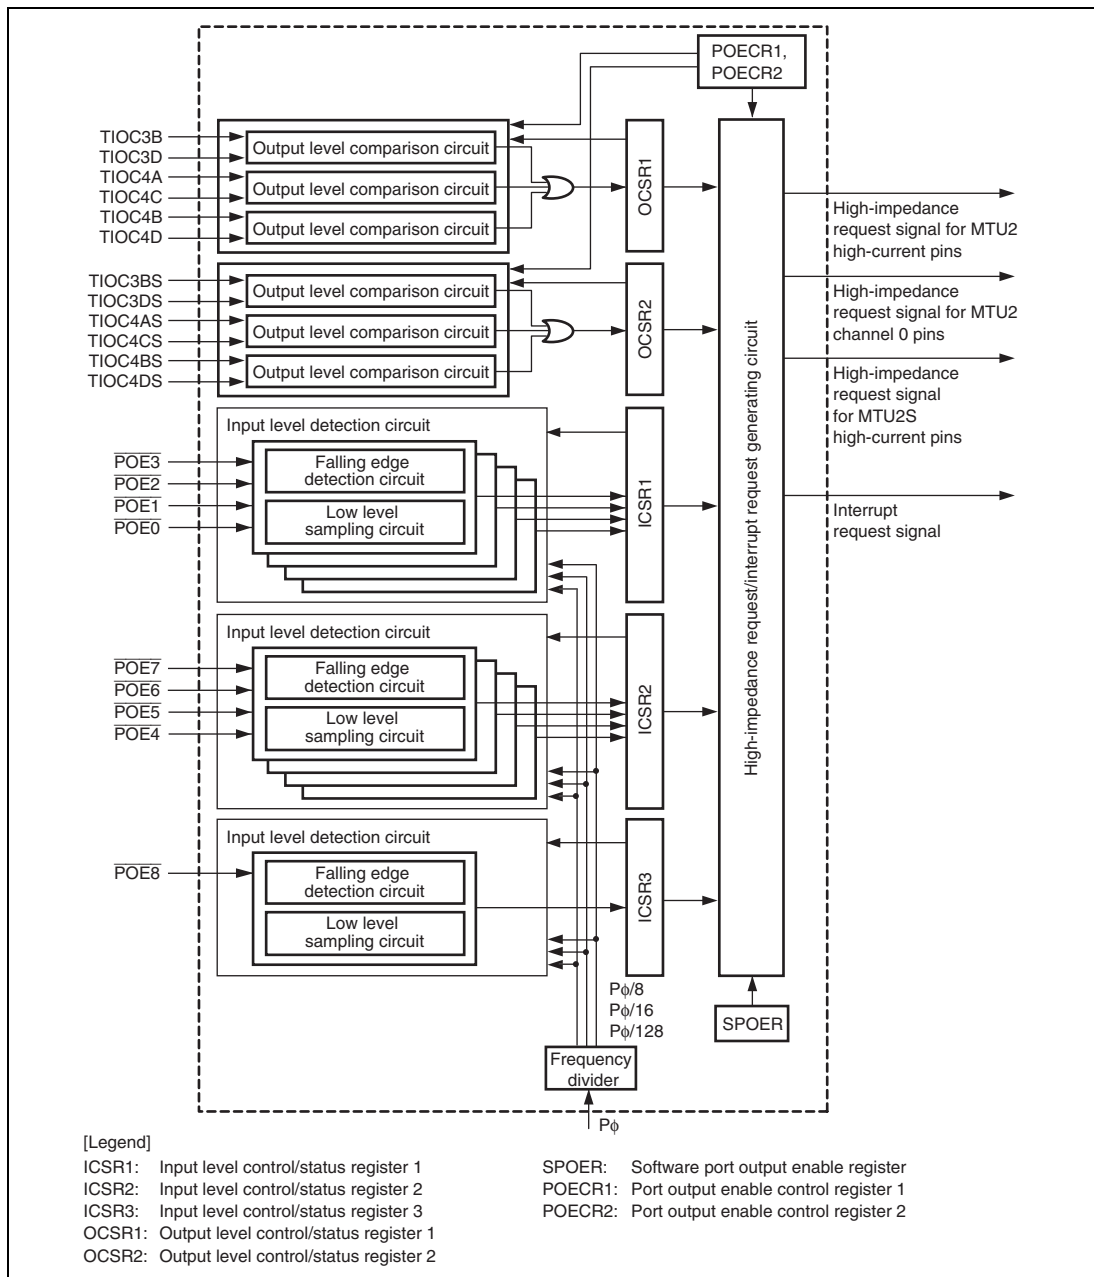 POECR1,
POECR2
TIOC3B
TIOC3D
TIOC4A
TIOC4C
TIOC4B
TIOC4D
Output level comparison circuit
Output level comparison circuit
Output level comparison circuit
OCSR1
TIOC3BS
TIOC3DS
TIOC4AS
TIOC4CS
TIOC4BS
TIOC4DS
Output level comparison circuit
Output level comparison circuit
Output level comparison circuit
OCSR2
Input level detection circuit
P̅O̅E̅3̅
P̅O̅E̅2̅
P̅O̅E̅1̅
P̅O̅E̅0̅
Falling edge
detection circuit
Low level
sampling circuit
ICSR1
Input level detection circuit
P̅O̅E̅7̅
P̅O̅E̅6̅
P̅O̅E̅5̅
P̅O̅E̅4̅
Falling edge
detection circuit
Low level
sampling circuit
ICSR2
Input level detection circuit
P̅O̅E̅8̅
Falling edge
detection circuit
Low level
sampling circuit
ICSR3
High-impedance request/interrupt request generating circuit
High-impedance
request signal for MTU2
high-current pins
High-impedance
request signal for MTU2
channel 0 pins
High-impedance
request signal
for MTU2S
high-current pins
Interrupt
request signal
Pϕ/8
Pϕ/16
Pϕ/128
SPOER
Frequency
divider
Pϕ
[Legend]
ICSR1: Input level control/status register 1
ICSR2: Input level control/status register 2
ICSR3: Input level control/status register 3
OCSR1: Output level control/status register 1
OCSR2: Output level control/status register 2
SPOER: Software port output enable register
POECR1: Port output enable control register 1
POECR2: Port output enable control register 2